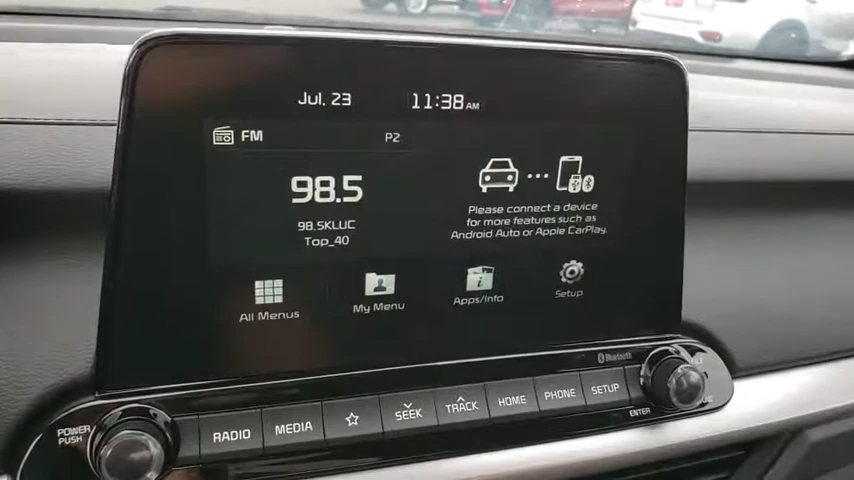 Jul. 23
11:38 AM
FM
P2
98.5
98.5KLUC
Top_40
Please connect a device
for more features such as
Android Auto or Apple CarPlay.
All Menus
My Menu
Apps/Info
Setup
Bluetooth
POWER
PUSH
RADIO
MEDIA
SEEK
TRACK
HOME
PHONE
SETUP
ENTER